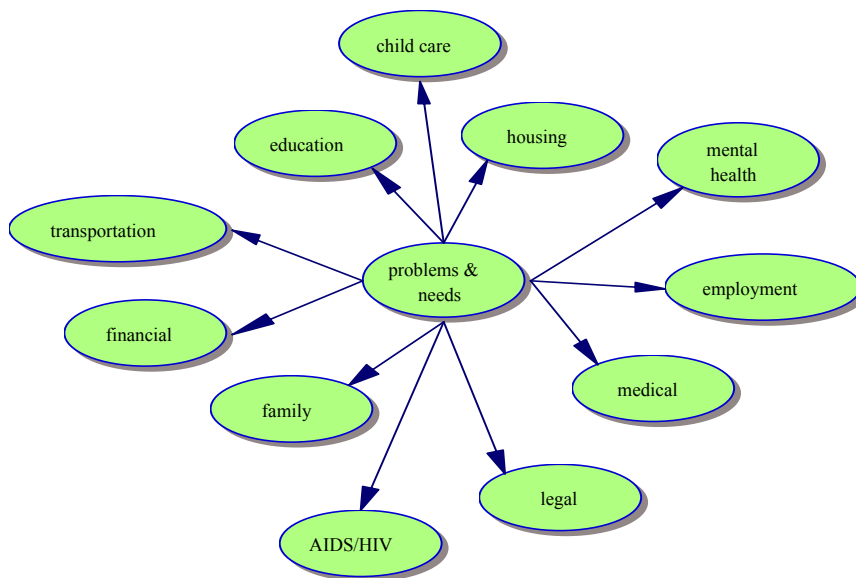 child care
education
housing
mental
health
transportation
problems &
needs
employment
financial
medical
family
legal
AIDS/HIV